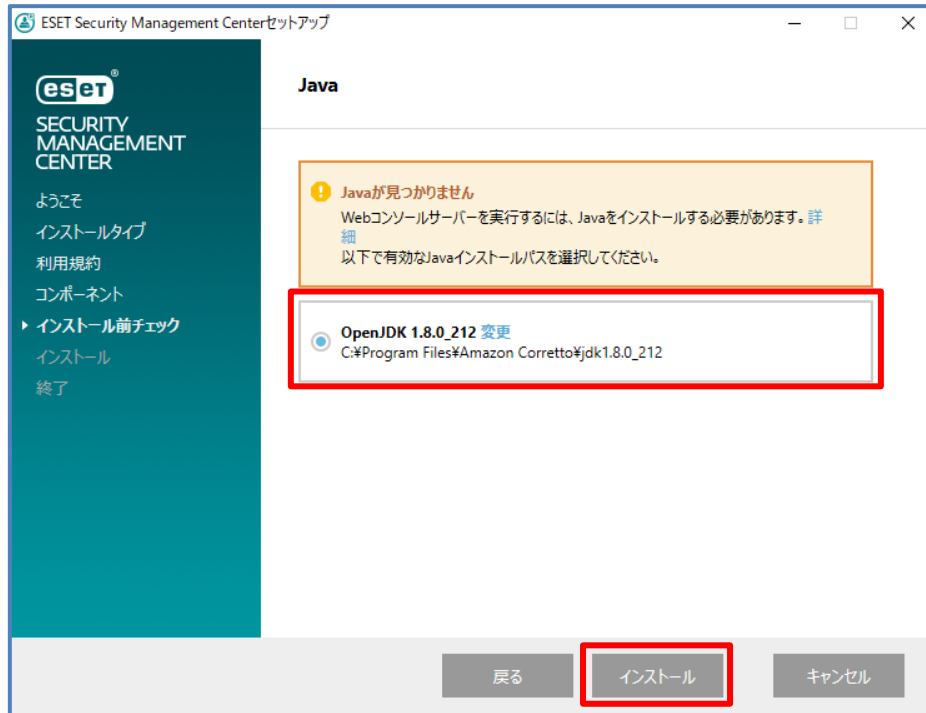 ESET Security Management Centerセットアップ
eset®
SECURITY
MANAGEMENT
CENTER
ようこそ
インストールタイプ
利用規約
コンポーネント
インストール前チェック
インストール
終了
Java
Javaが見つかりません
Webコンソールサーバーを実行するには、Javaをインストールする必要があります。詳
細
以下で有効なJavaインストールパスを選択してください。
OpenJDK 1.8.0_212 変更
C:¥Program Files¥Amazon Corretto¥jdk1.8.0_212
戻る インストール キャンセル